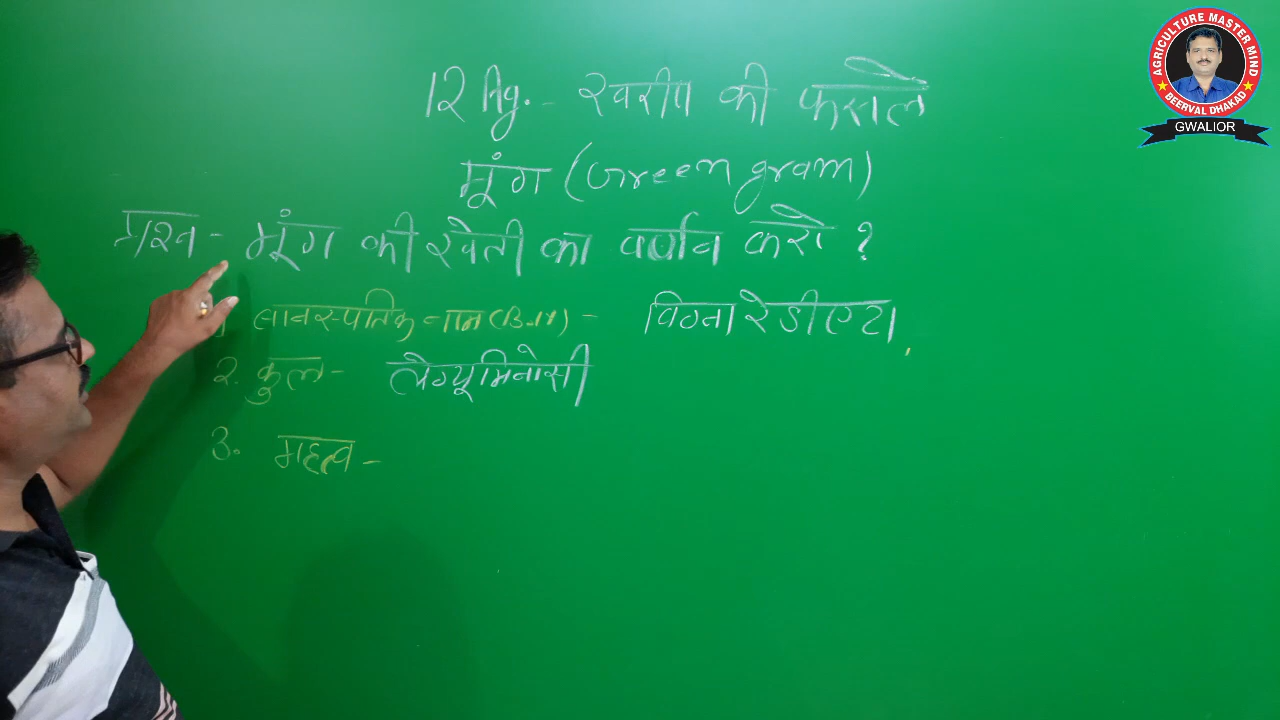 12 Ag. - खरीफ की फसले
मूंग (Green gram)
प्रश्न - मूंग की खेती का वर्णन करो ?
1 वानस्पतिक नाम (B.N) - विग्ना रेडीएटा,
2. कुल - लेग्यूमिनोसी
3. महत्व -
AGRICULTURE MASTER MIND
BEERVAL DHAKAD
GWALIOR